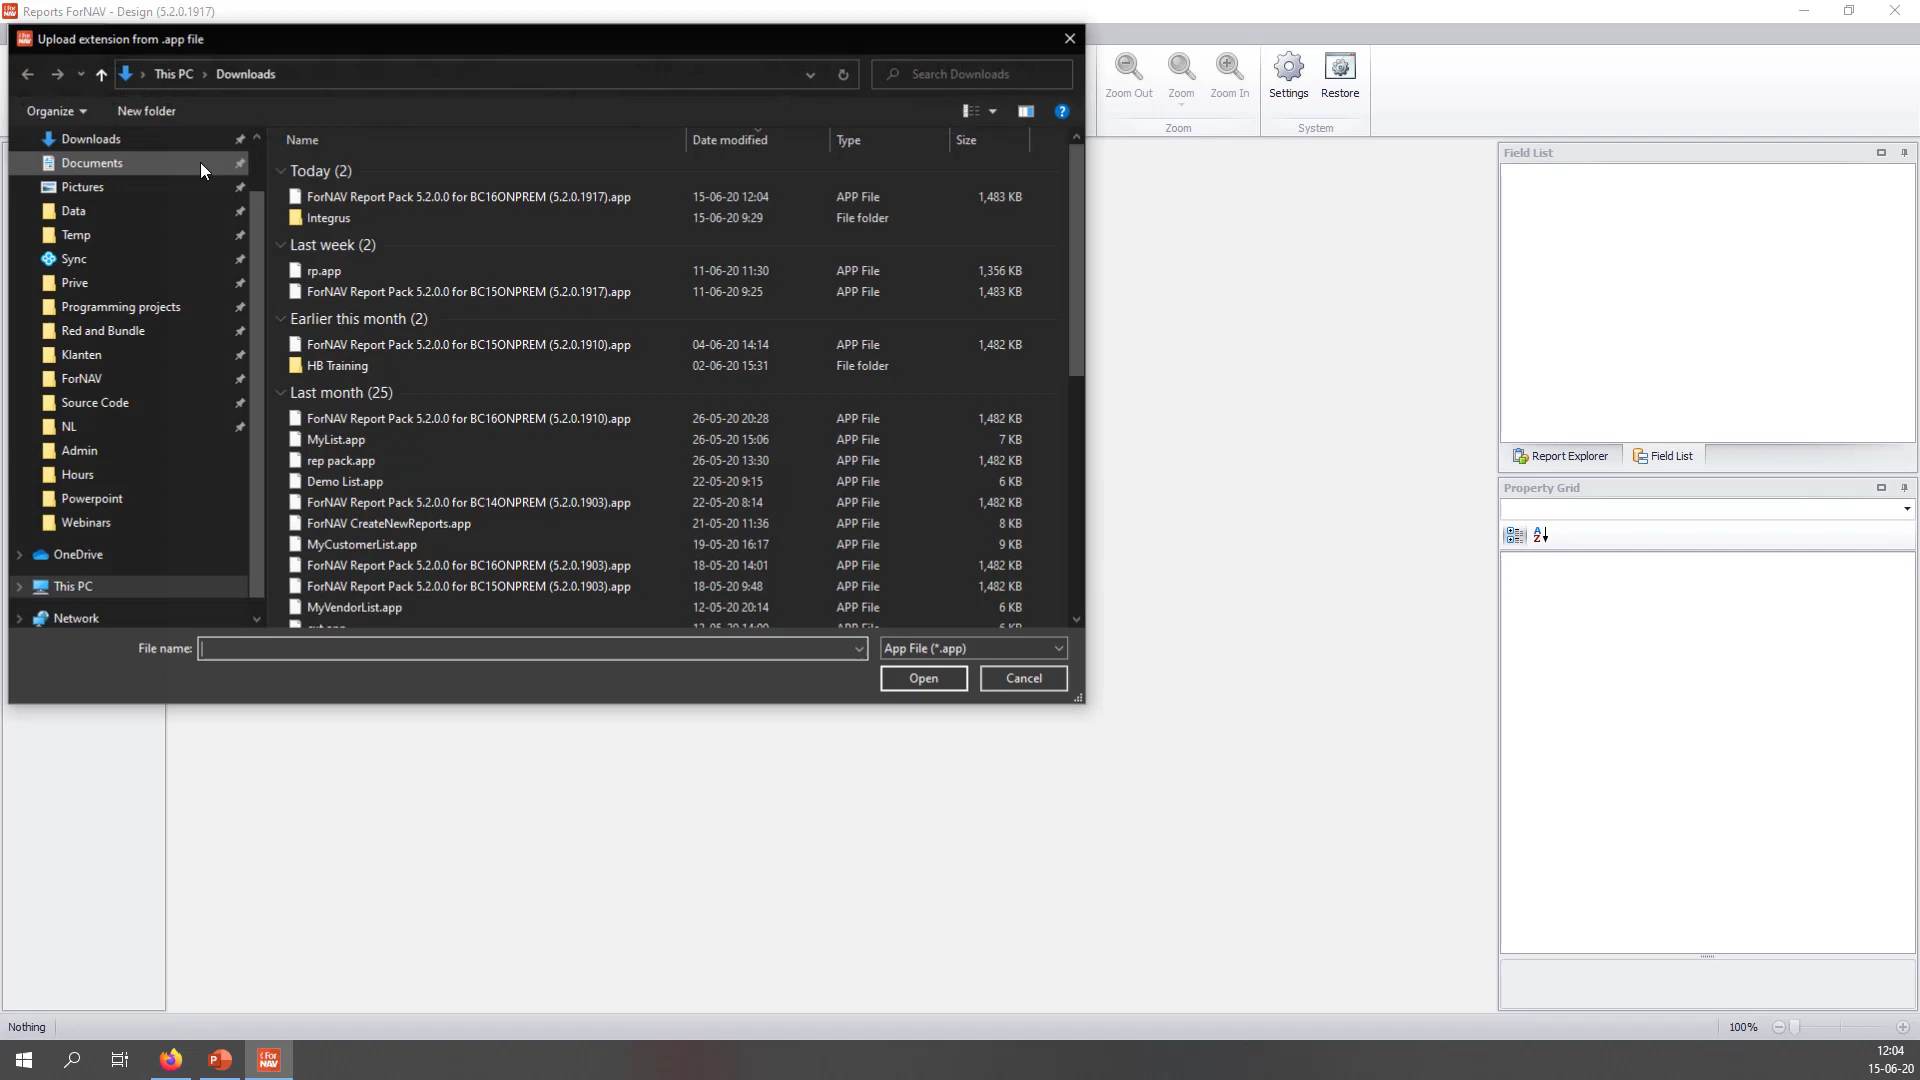 Reports ForNAV - Design (5.2.0.1917)
Upload extension from .app file
This PC > Downloads
Search Downloads
Organize
New folder
Zoom Out
Zoom
Zoom In
Settings
Restore
Zoom
System
Downloads
Documents
Pictures
Data
Temp
Sync
Prive
Programming projects
Red and Bundle
Klanten
ForNAV
Source Code
NL
Admin
Hours
Powerpoint
Webinars
OneDrive
This PC
Network
Name Date modified Type Size
Today (2)
ForNAV Report Pack 5.2.0.0 for BC16ONPREM (5.2.0.1917).app 15-06-20 12:04 APP File 1,483 KB
Integrus 15-06-20 9:29 File folder
Last week (2)
rp.app 11-06-20 11:30 APP File 1,356 KB
ForNAV Report Pack 5.2.0.0 for BC15ONPREM (5.2.0.1917).app 11-06-20 9:25 APP File 1,483 KB
Earlier this month (2)
ForNAV Report Pack 5.2.0.0 for BC15ONPREM (5.2.0.1910).app 04-06-20 14:14 APP File 1,482 KB
HB Training 02-06-20 15:31 File folder
Last month (25)
ForNAV Report Pack 5.2.0.0 for BC16ONPREM (5.2.0.1910).app 26-05-20 20:28 APP File 1,482 KB
MyList.app 26-05-20 15:06 APP File 7 KB
rep pack.app 26-05-20 13:30 APP File 1,482 KB
Demo List.app 22-05-20 9:15 APP File 6 KB
ForNAV Report Pack 5.2.0.0 for BC14ONPREM (5.2.0.1903).app 22-05-20 8:14 APP File 1,482 KB
ForNAV CreateNewReports.app 21-05-20 11:36 APP File 8 KB
MyCustomerList.app 19-05-20 16:17 APP File 9 KB
ForNAV Report Pack 5.2.0.0 for BC16ONPREM (5.2.0.1903).app 18-05-20 14:01 APP File 1,482 KB
ForNAV Report Pack 5.2.0.0 for BC15ONPREM (5.2.0.1903).app 18-05-20 9:48 APP File 1,482 KB
MyVendorList.app 12-05-20 20:14 APP File 6 KB
File name:
App File (*.app)
Open
Cancel
Field List
Report Explorer
Field List
Property Grid
Nothing
100%
12:04
15-06-20